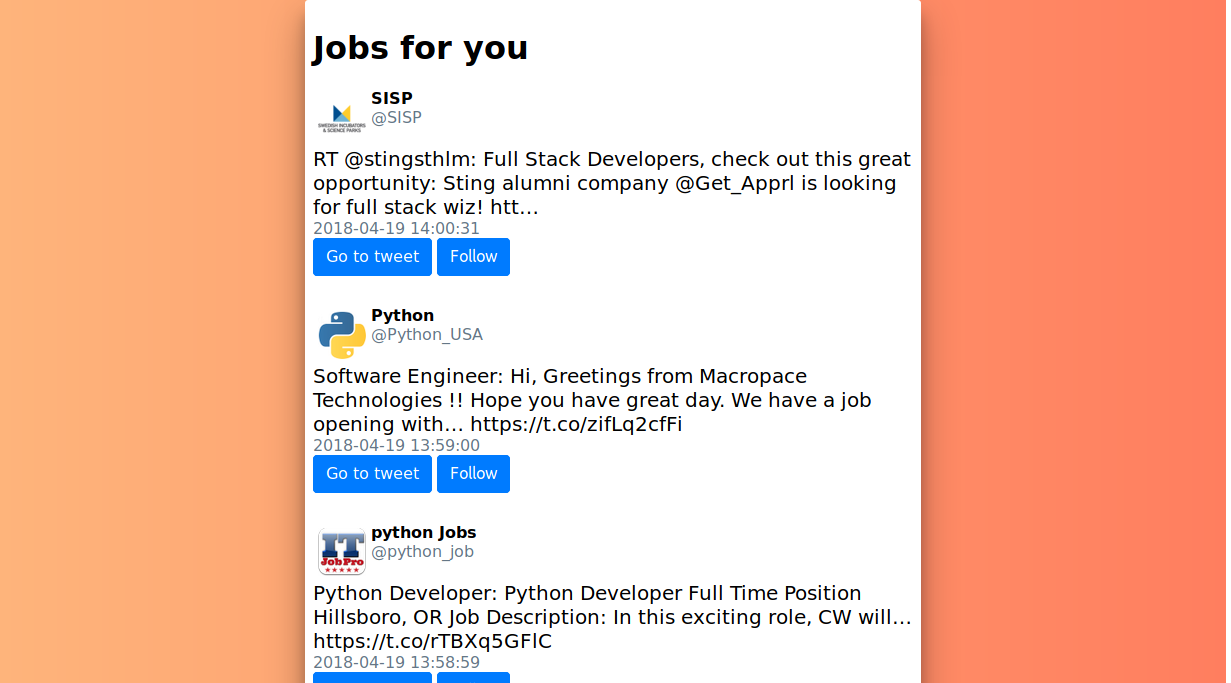 Jobs for you
SISP
@SISP
SWEDISH INCUBATORS
& SCIENCE PARKS
RT @stingsthlm: Full Stack Developers, check out this great
opportunity: Sting alumni company @Get_Apprl is looking
for full stack wiz! htt…
2018-04-19 14:00:31
Go to tweet Follow
Python
@Python_USA
Software Engineer: Hi, Greetings from Macropace
Technologies !! Hope you have great day. We have a job
opening with… https://t.co/zifLq2cfFi
2018-04-19 13:59:00
Go to tweet Follow
python Jobs
@python_job
IT
JobPro
Python Developer: Python Developer Full Time Position
Hillsboro, OR Job Description: In this exciting role, CW will…
https://t.co/rTBXq5GFlC
2018-04-19 13:58:59